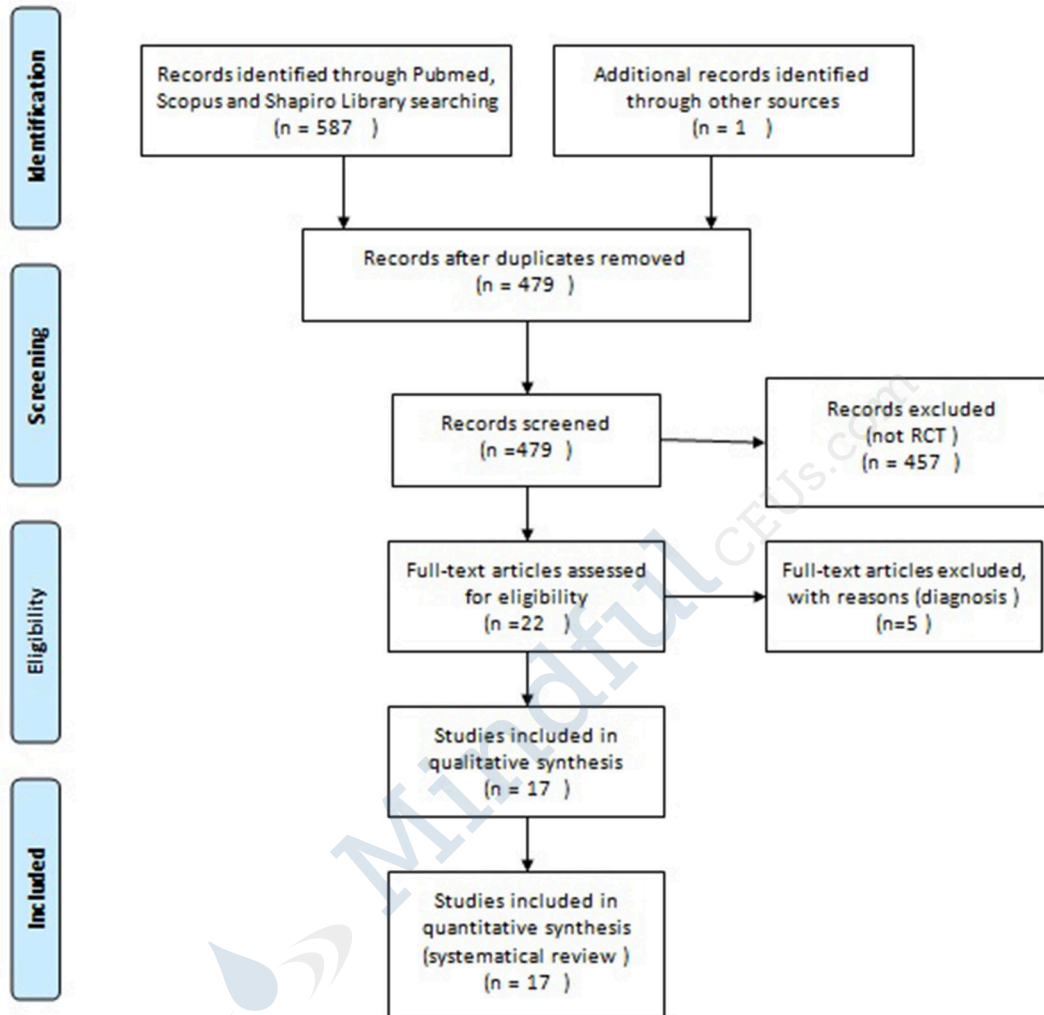 Identification
Records identified through Pubmed,
Scopus and Shapiro Library searching
(n = 587 )
Additional records identified
through other sources
(n = 1 )
Records after duplicates removed
(n = 479 )
Screening
Records screened
(n =479 )
Records excluded
(not RCT )
(n = 457 )
Eligibility
Full-text articles assessed
for eligibility
(n =22 )
Full-text articles excluded,
with reasons (diagnosis )
(n=5 )
Studies included in
qualitative synthesis
(n = 17 )
Included
Studies included in
quantitative synthesis
(systematical review )
(n = 17 )
Mindful CEUs.com